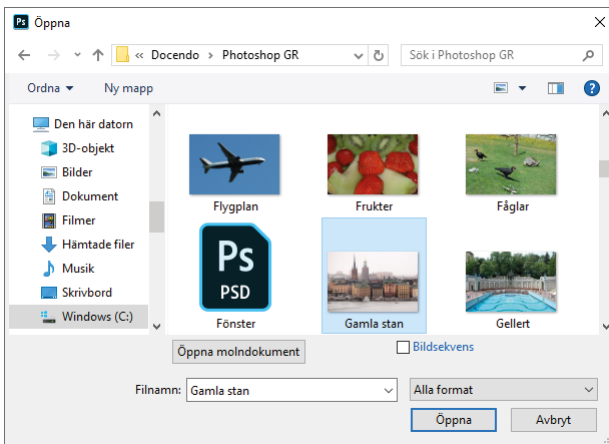 Ps Öppna
« Docendo › Photoshop GR
Sök i Photoshop GR
Ordna Ny mapp
?
Den här datorn
3D-objekt
Bilder
Dokument
Filmer
Hämtade filer
Musik
Skrivbord
Windows (C:)
Flygplan Frukter Fåglar
Ps
PSD
Fönster Gamla stan Gellert
Öppna molndokument Bildsekvens
Filnamn: Gamla stan Alla format
Öppna Avbryt